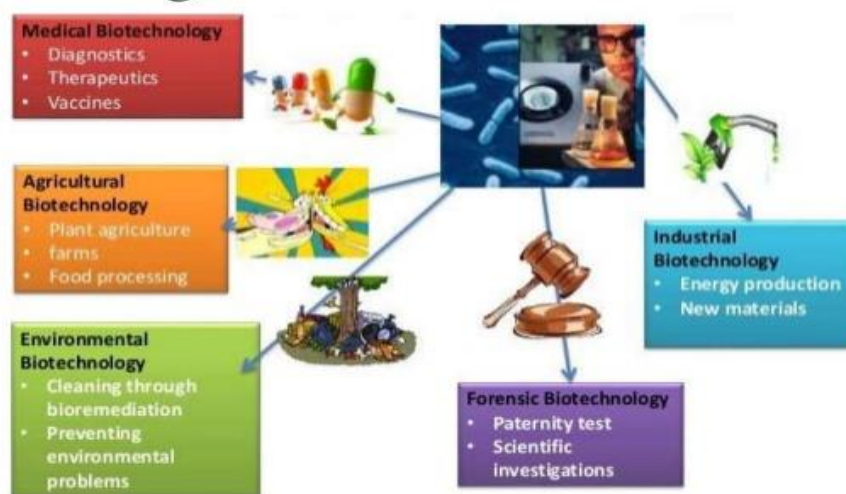 Medical Biotechnology
• Diagnostics
• Therapeutics
• Vaccines
Agricultural
Biotechnology
• Plant agriculture
• farms
• Food processing
Environmental
Biotechnology
• Cleaning through
bioremediation
• Preventing
environmental
problems
Forensic Biotechnology
• Paternity test
• Scientific
investigations
Industrial
Biotechnology
• Energy production
• New materials